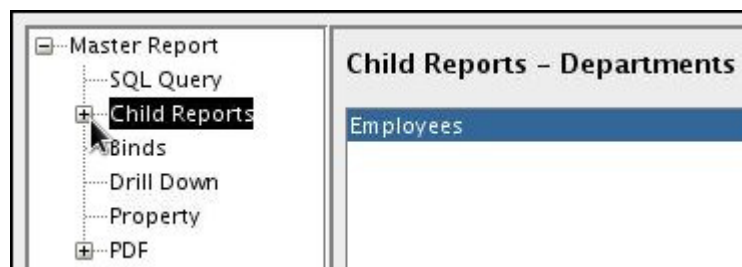 Master Report
SQL Query
Child Reports
Binds
Drill Down
Property
PDF
Child Reports – Departments
Employees